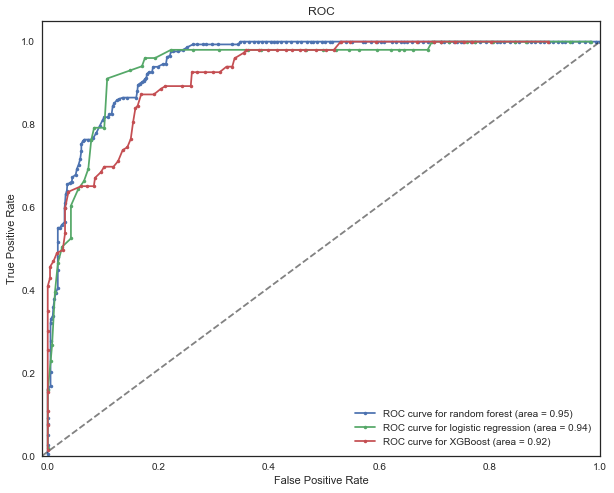 ROC
True Positive Rate
1.0
0.8
0.6
0.4
0.2
0.0
ROC curve for random forest (area = 0.95)
ROC curve for logistic regression (area = 0.94)
ROC curve for XGBoost (area = 0.92)
0.0 0.2 0.4 0.6 0.8 1.0
False Positive Rate